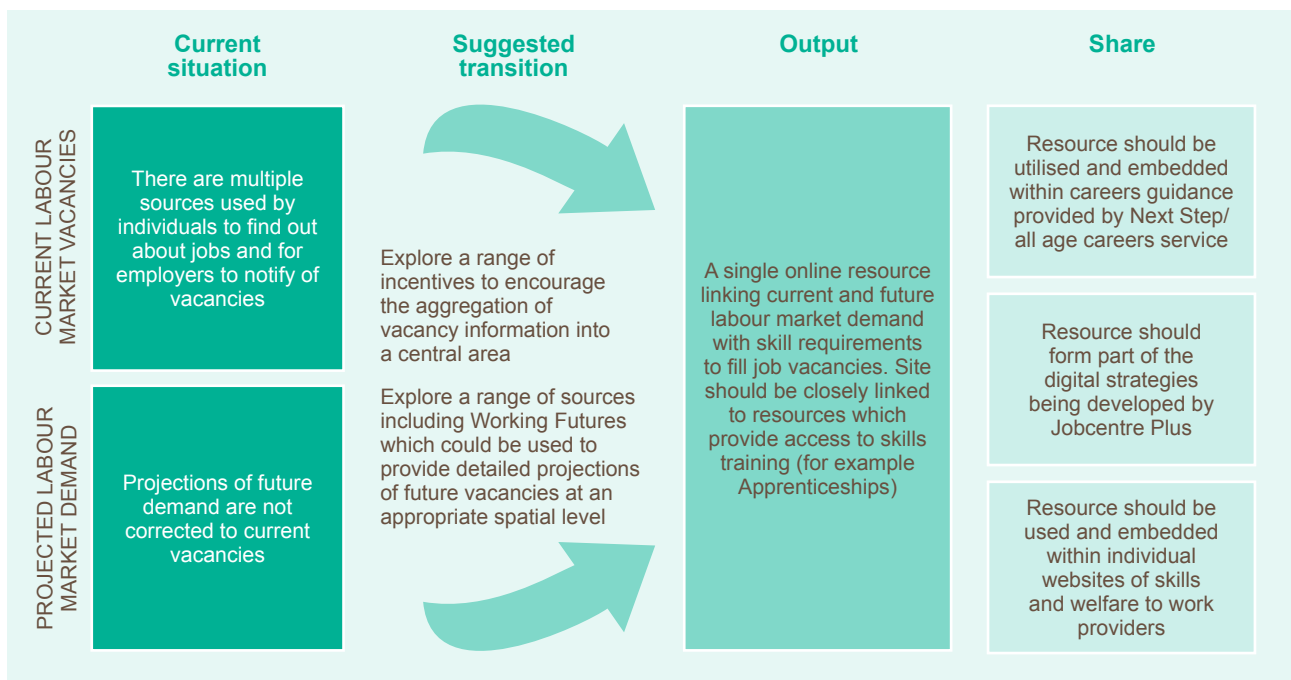 Current
situation
Suggested
transition
Output
Share
CURRENT LABOUR
MARKET VACANCIES
There are multiple
sources used by
individuals to find out
about jobs and for
employers to notify of
vacancies
Explore a range of
incentives to encourage
the aggregation of
vacancy information into
a central area
PROJECTED LABOUR
MARKET DEMAND
Projections of future
demand are not
corrected to current
vacancies
Explore a range of sources
including Working Futures
which could be used to
provide detailed projections
of future vacancies at an
appropriate spatial level
A single online resource
linking current and future
labour market demand
with skill requirements
to fill job vacancies. Site
should be closely linked
to resources which
provide access to skills
training (for example
Apprenticeships)
Resource should be
utilised and embedded
within careers guidance
provided by Next Step/
all age careers service
Resource should
form part of the
digital strategies
being developed by
Jobcentre Plus
Resource should be
used and embedded
within individual
websites of skills
and welfare to work
providers